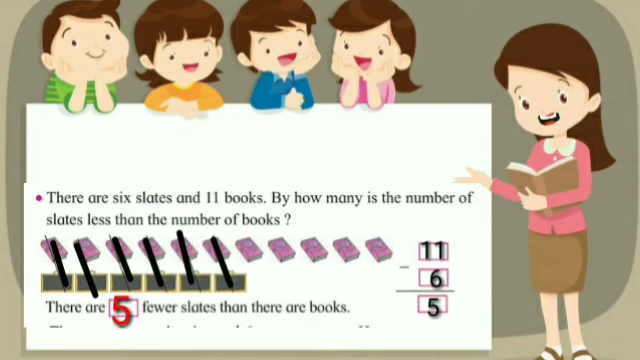 • There are six slates and 11 books. By how many is the number of
slates less than the number of books ?
11
– 6
5
There are 5 fewer slates than there are books.